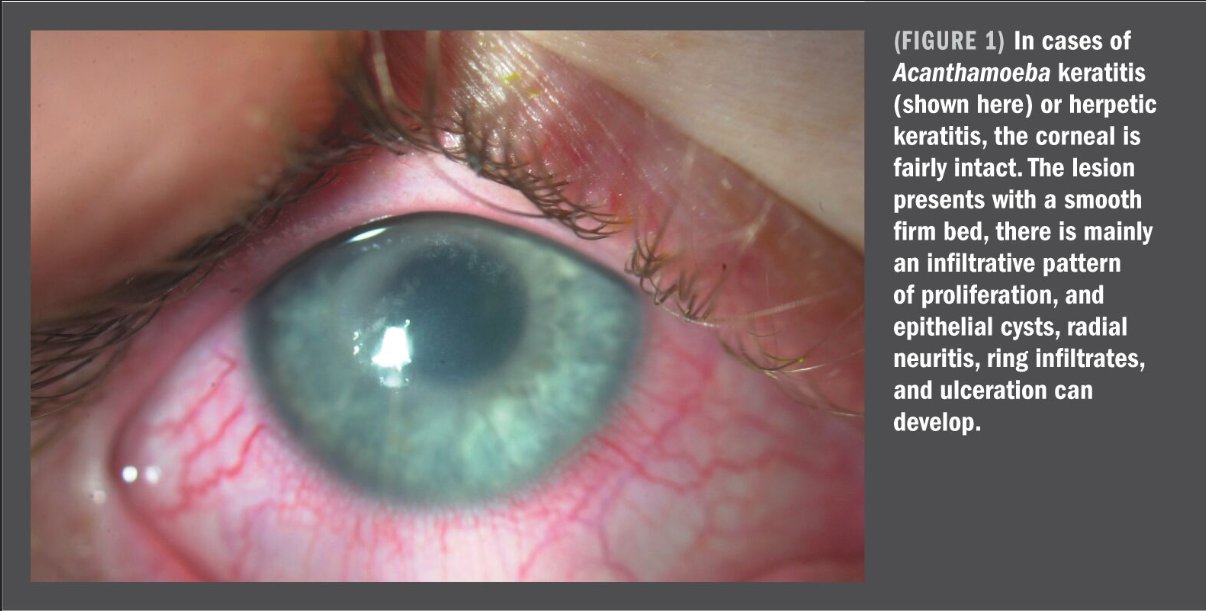 (FIGURE 1) In cases of
Acanthamoeba keratitis
(shown here) or herpetic
keratitis, the corneal is
fairly intact. The lesion
presents with a smooth
firm bed, there is mainly
an infiltrative pattern
of proliferation, and
epithelial cysts, radial
neuritis, ring infiltrates,
and ulceration can
develop.